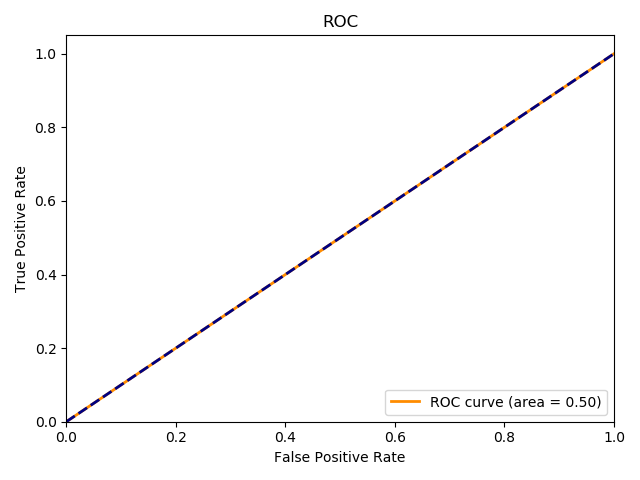 ROC
True Positive Rate
1.0
0.8
0.6
0.4
0.2
0.0
ROC curve (area = 0.50)
0.0 0.2 0.4 0.6 0.8 1.0
False Positive Rate